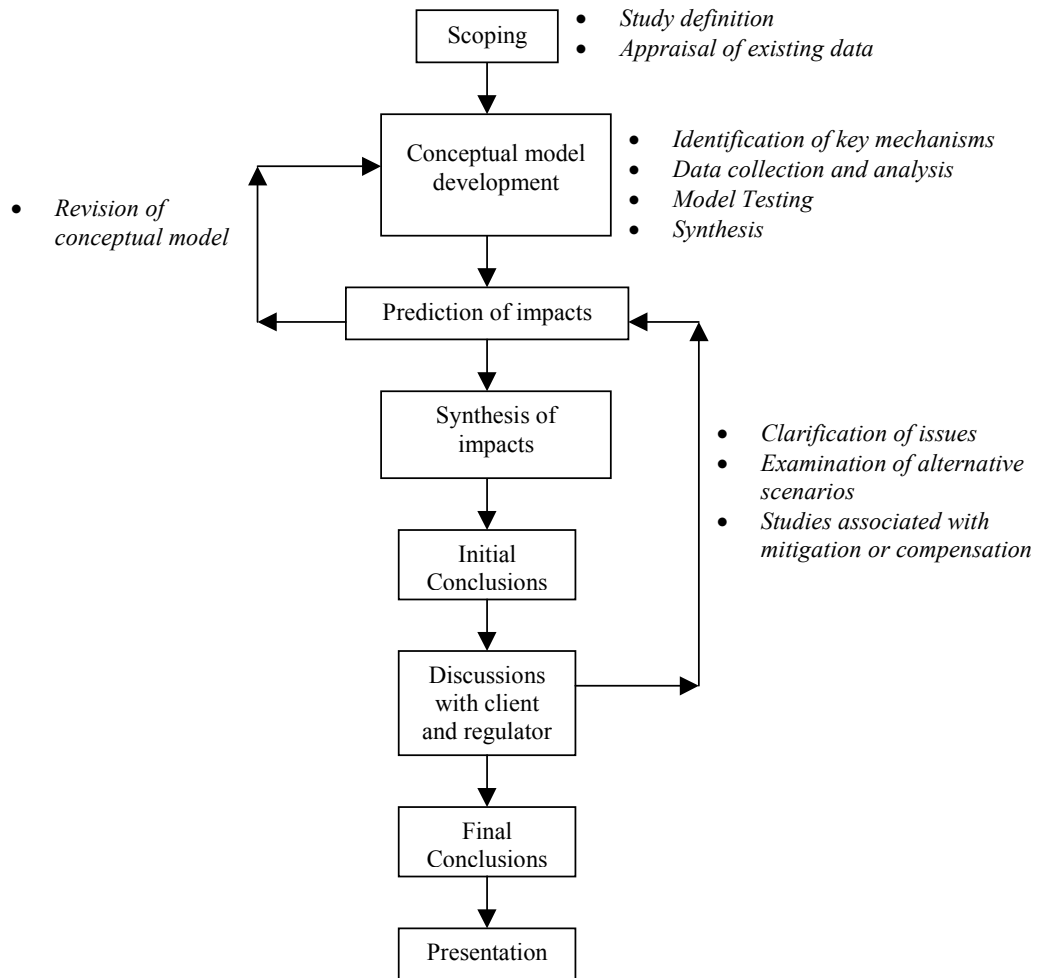 Scoping
• Study definition
• Appraisal of existing data
Conceptual model
development
• Identification of key mechanisms
• Data collection and analysis
• Model Testing
• Synthesis
• Revision of
conceptual model
Prediction of impacts
Synthesis of
impacts
• Clarification of issues
• Examination of alternative
scenarios
• Studies associated with
mitigation or compensation
Initial
Conclusions
Discussions
with client
and regulator
Final
Conclusions
Presentation